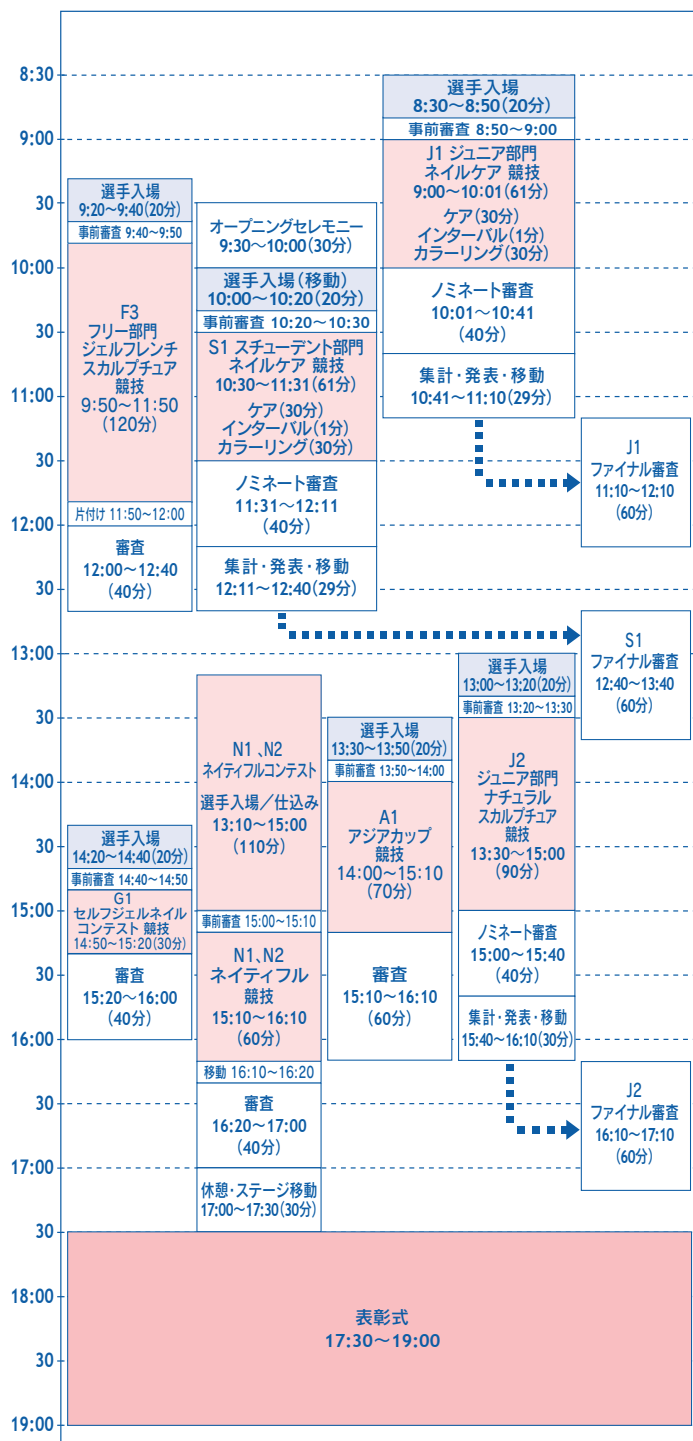 8:30
9:00
30
10:00
30
11:00
30
12:00
30
13:00
30
14:00
30
15:00
30
16:00
30
17:00
30
18:00
30
19:00
選手入場
8:30〜8:50(20分)
事前審査 8:50〜9:00
J1 ジュニア部門
ネイルケア 競技
9:00〜10:01(61分)
ケア(30分)
インターバル(1分)
カラーリング(30分)
ノミネート審査
10:01〜10:41
(40分)
集計・発表・移動
10:41〜11:10(29分)
J1
ファイナル審査
11:10〜12:10
(60分)
選手入場
9:20〜9:40(20分)
事前審査 9:40〜9:50
F3
フリー部門
ジェルフレンチ
スカルプチュア
競技
9:50〜11:50
(120分)
片付け 11:50〜12:00
審査
12:00〜12:40
(40分)
オープニングセレモニー
9:30〜10:00(30分)
選手入場(移動)
10:00〜10:20(20分)
事前審査 10:20〜10:30
S1 スチューデント部門
ネイルケア 競技
10:30〜11:31(61分)
ケア(30分)
インターバル(1分)
カラーリング(30分)
ノミネート審査
11:31〜12:11
(40分)
集計・発表・移動
12:11〜12:40(29分)
S1
ファイナル審査
12:40〜13:40
(60分)
選手入場
14:20〜14:40(20分)
事前審査 14:40〜14:50
G1
セルフジェルネイル
コンテスト 競技
14:50〜15:20(30分)
審査
15:20〜16:00
(40分)
N1 、N2
ネイティフルコンテスト
選手入場／仕込み
13:10〜15:00
(110分)
事前審査 15:00〜15:10
N1、N2
ネイティフル
競技
15:10〜16:10
(60分)
移動 16:10〜16:20
審査
16:20〜17:00
(40分)
休憩・ステージ移動
17:00〜17:30(30分)
選手入場
13:30〜13:50(20分)
事前審査 13:50〜14:00
A1
アジアカップ
競技
14:00〜15:10
(70分)
審査
15:10〜16:10
(60分)
選手入場
13:00〜13:20(20分)
事前審査 13:20〜13:30
J2
ジュニア部門
ナチュラル
スカルプチュア
競技
13:30〜15:00
(90分)
ノミネート審査
15:00〜15:40
(40分)
集計・発表・移動
15:40〜16:10(30分)
J2
ファイナル審査
16:10〜17:10
(60分)
表彰式
17:30〜19:00